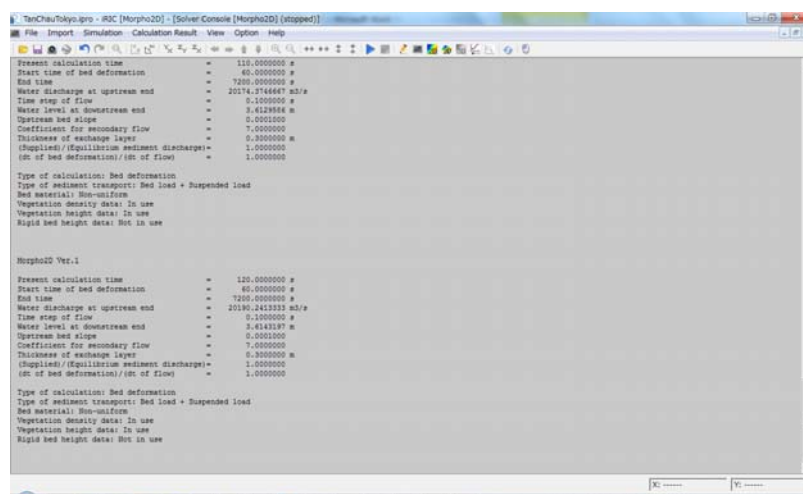 TanChauTokyo.ipro - iRIC [Morpho2D] - [Solver Console [Morpho2D] (stopped)]
File Import Simulation Calculation Result View Option Help
Present calculation time = 110.0000000 s
Start time of bed deformation = 60.0000000 s
End time = 7200.0000000 s
Water discharge at upstream end = 20174.3746667 m3/s
Time step of flow = 0.1000000 s
Water level at downstream end = 3.6129566 m
Upstream bed slope = 0.0001000
Coefficient for secondary flow = 7.0000000
Thickness of exchange layer = 0.3000000 m
(Supplied)/(Equilibrium sediment discharge)= 1.0000000
(dt of bed deformation)/(dt of flow) = 1.0000000
Type of calculation: Bed deformation
Type of sediment transport: Bed load + Suspended load
Bed material: Non-uniform
Vegetation density data: In use
Vegetation height data: In use
Rigid bed height data: Not in use
Morpho2D Ver.1
Present calculation time = 120.0000000 s
Start time of bed deformation = 60.0000000 s
End time = 7200.0000000 s
Water discharge at upstream end = 20190.2413333 m3/s
Time step of flow = 0.1000000 s
Water level at downstream end = 3.6143197 m
Upstream bed slope = 0.0001000
Coefficient for secondary flow = 7.0000000
Thickness of exchange layer = 0.3000000 m
(Supplied)/(Equilibrium sediment discharge)= 1.0000000
(dt of bed deformation)/(dt of flow) = 1.0000000
Type of calculation: Bed deformation
Type of sediment transport: Bed load + Suspended load
Bed material: Non-uniform
Vegetation density data: In use
Vegetation height data: In use
Rigid bed height data: Not in use
X: ------ Y: ------